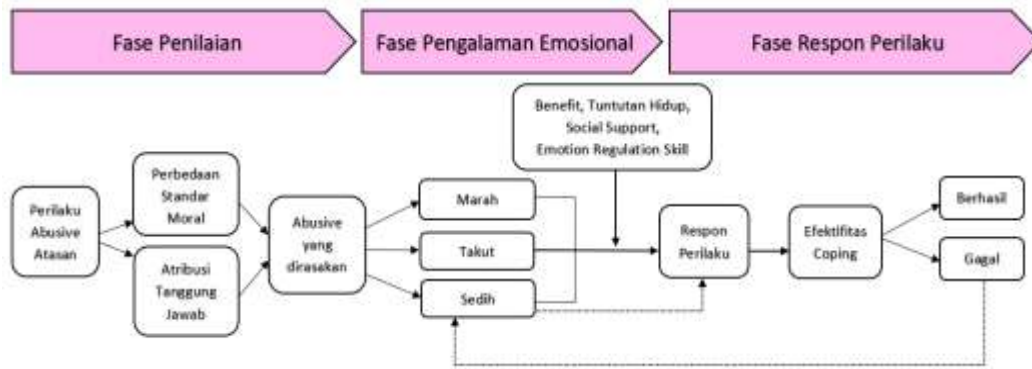 Fase Penilaian
Fase Pengalaman Emosional
Fase Respon Perilaku
Benefit, Tuntutan Hidup,
Social Support,
Emotion Regulation Skill
Perilaku
Abusive
Atasan
Perbedaan
Standar
Moral
Atribusi
Tanggung
Jawab
Abusive
yang
dirasakan
Marah
Takut
Sedih
Respon
Perilaku
Efektifitas
Coping
Berhasil
Gagal